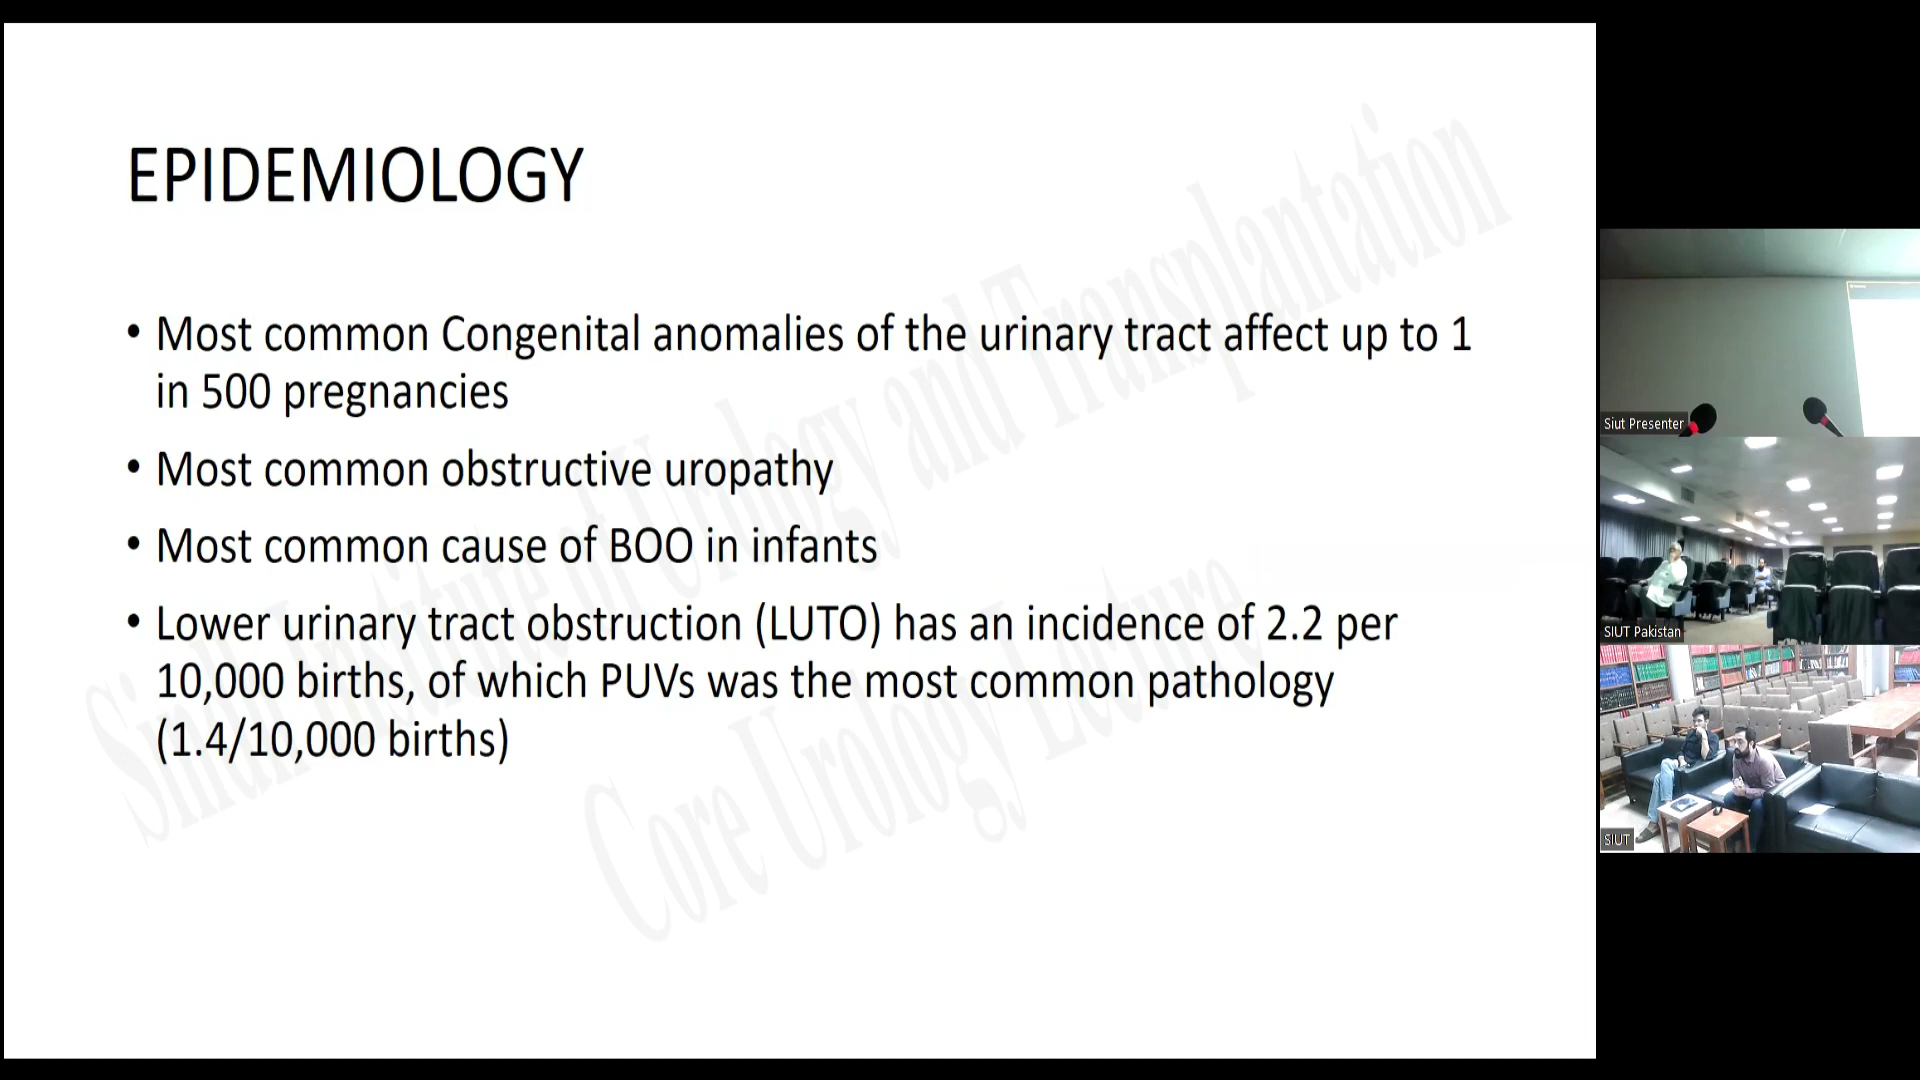 EPIDEMIOLOGY
• Most common Congenital anomalies of the urinary tract affect up to 1
in 500 pregnancies
• Most common obstructive uropathy
• Most common cause of BOO in infants
• Lower urinary tract obstruction (LUTO) has an incidence of 2.2 per
10,000 births, of which PUVs was the most common pathology
(1.4/10,000 births)
Sindh Institute of Urology and Transplantation
Core Urology Lecture
Siut Presenter
SIUT Pakistan
SIUT